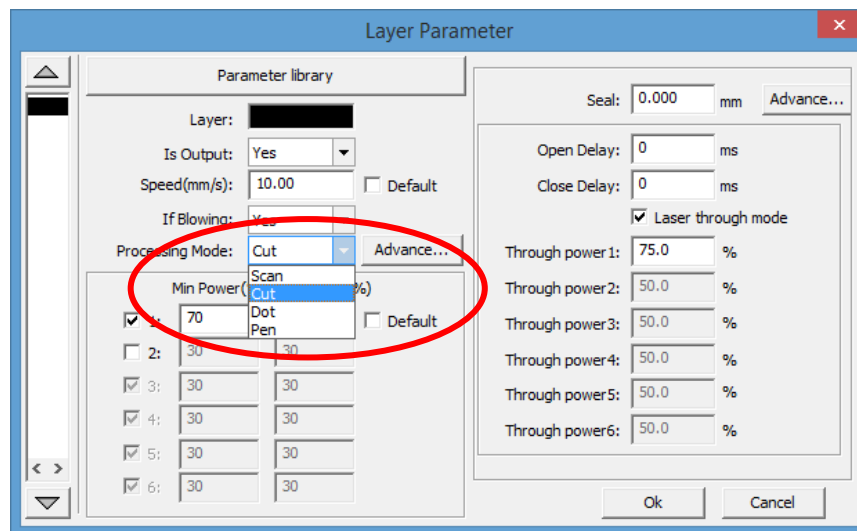 Layer Parameter
Parameter library
Layer:
Is Output: Yes
Speed(mm/s): 10.00 Default
If Blowing: Yes
Processing Mode: Cut Advance...
Scan
Cut
Dot
Pen
Min Power( %)
1: 70 Default
2: 30 30
3: 30 30
4: 30 30
5: 30 30
6: 30 30
Seal: 0.000 mm Advance...
Open Delay: 0 ms
Close Delay: 0 ms
Laser through mode
Through power1: 75.0 %
Through power2: 50.0 %
Through power3: 50.0 %
Through power4: 50.0 %
Through power5: 50.0 %
Through power6: 50.0 %
Ok Cancel